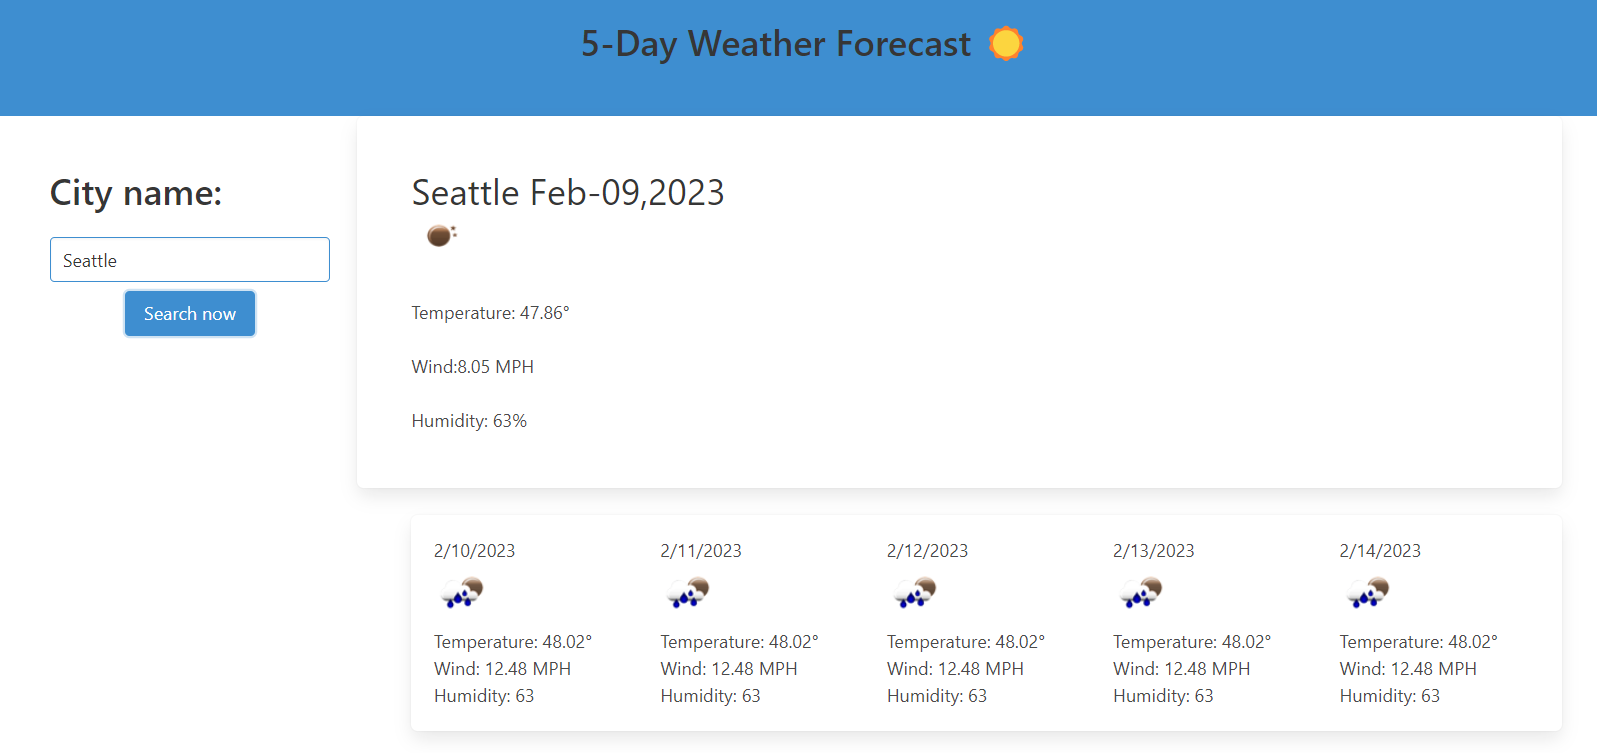 5-Day Weather Forecast
City name:
Seattle
Search now
Seattle Feb-09,2023
Temperature: 47.86°
Wind:8.05 MPH
Humidity: 63%
2/10/2023
Temperature: 48.02°
Wind: 12.48 MPH
Humidity: 63
2/11/2023
Temperature: 48.02°
Wind: 12.48 MPH
Humidity: 63
2/12/2023
Temperature: 48.02°
Wind: 12.48 MPH
Humidity: 63
2/13/2023
Temperature: 48.02°
Wind: 12.48 MPH
Humidity: 63
2/14/2023
Temperature: 48.02°
Wind: 12.48 MPH
Humidity: 63